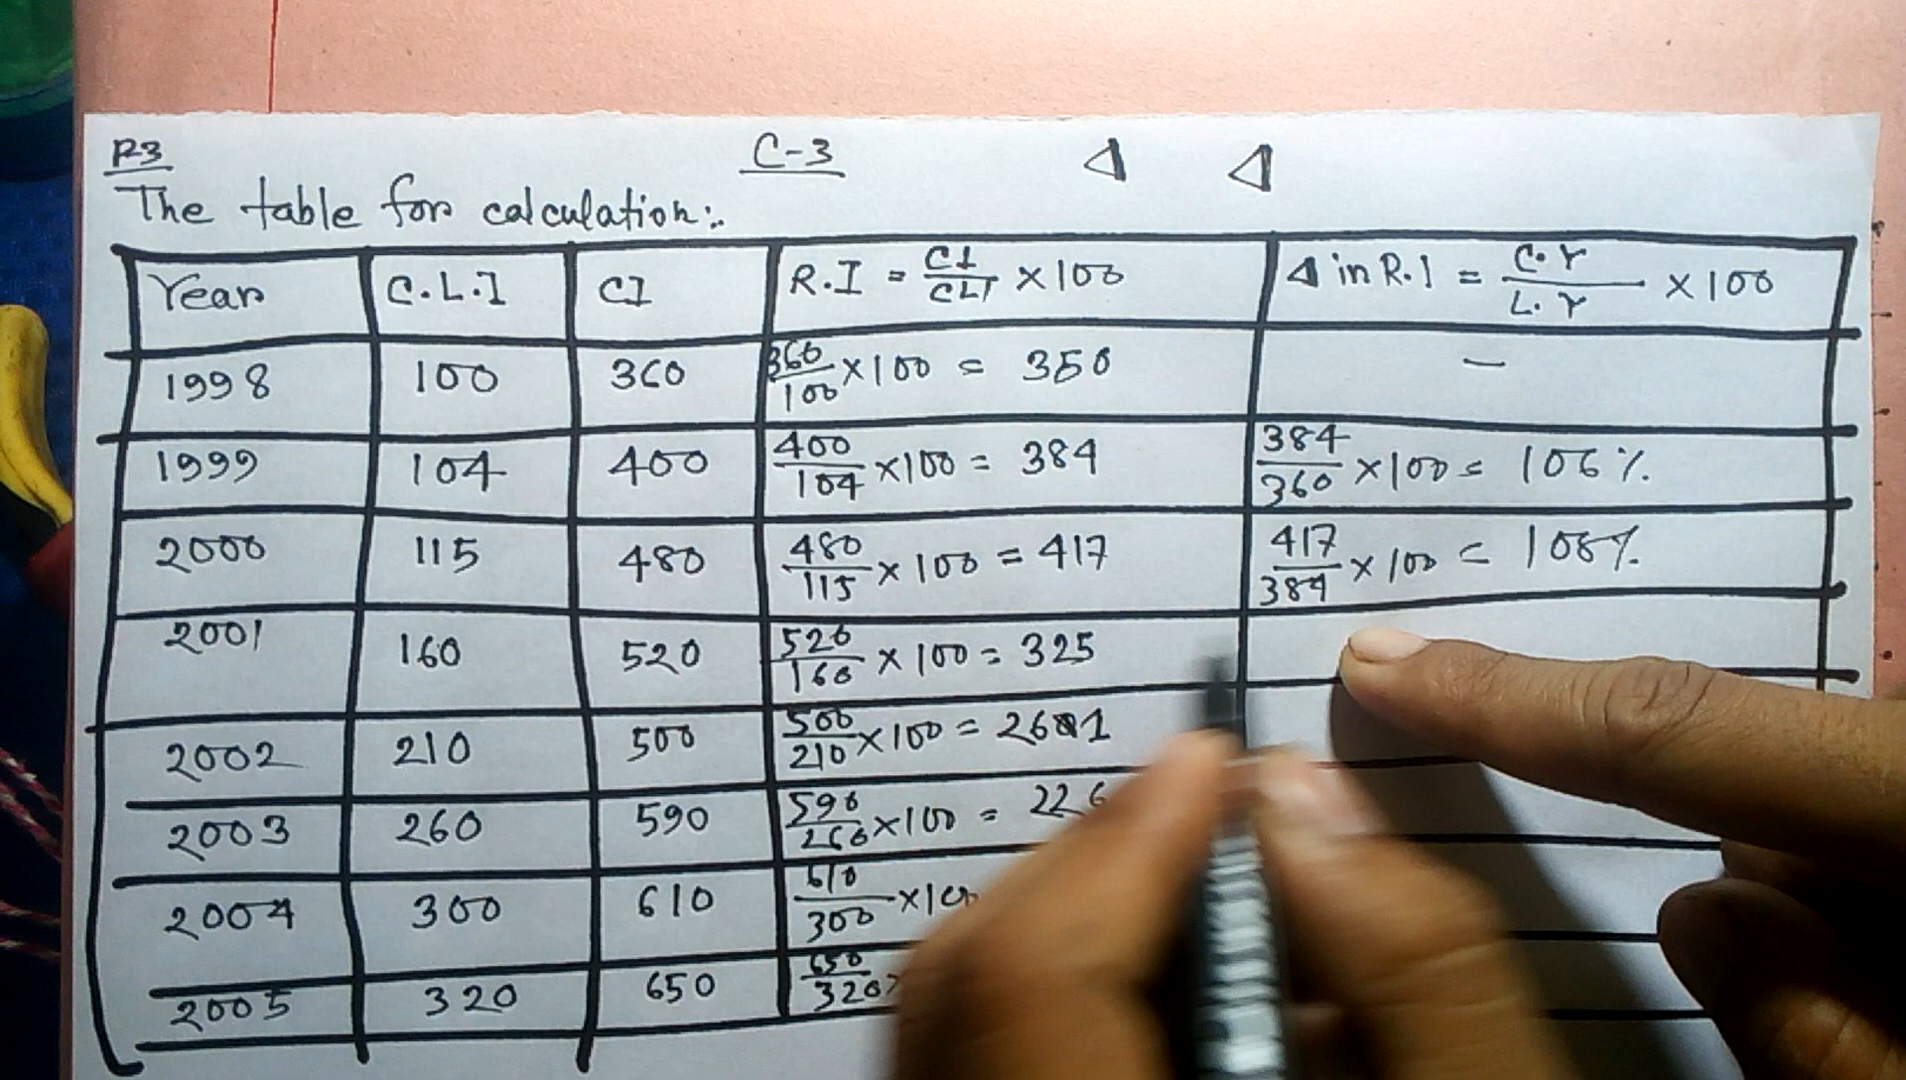 P3
C-3
Δ Δ
The table for calculation:.
Year C.L.I CI R.I = CI/CLI × 100 Δ in R.I = C.Y/L.Y × 100
1998 100 360 360/100 × 100 = 360 –
1999 104 400 400/104 × 100 = 384 384/360 × 100 = 106%
2000 115 480 480/115 × 100 = 417 417/384 × 100 = 108%
2001 160 520 520/160 × 100 = 325
2002 210 500 500/210 × 100 =
2003 260 590 590/260 × 100 = 226
2004 300 610 610/300 ×
2005 320 650 650/320